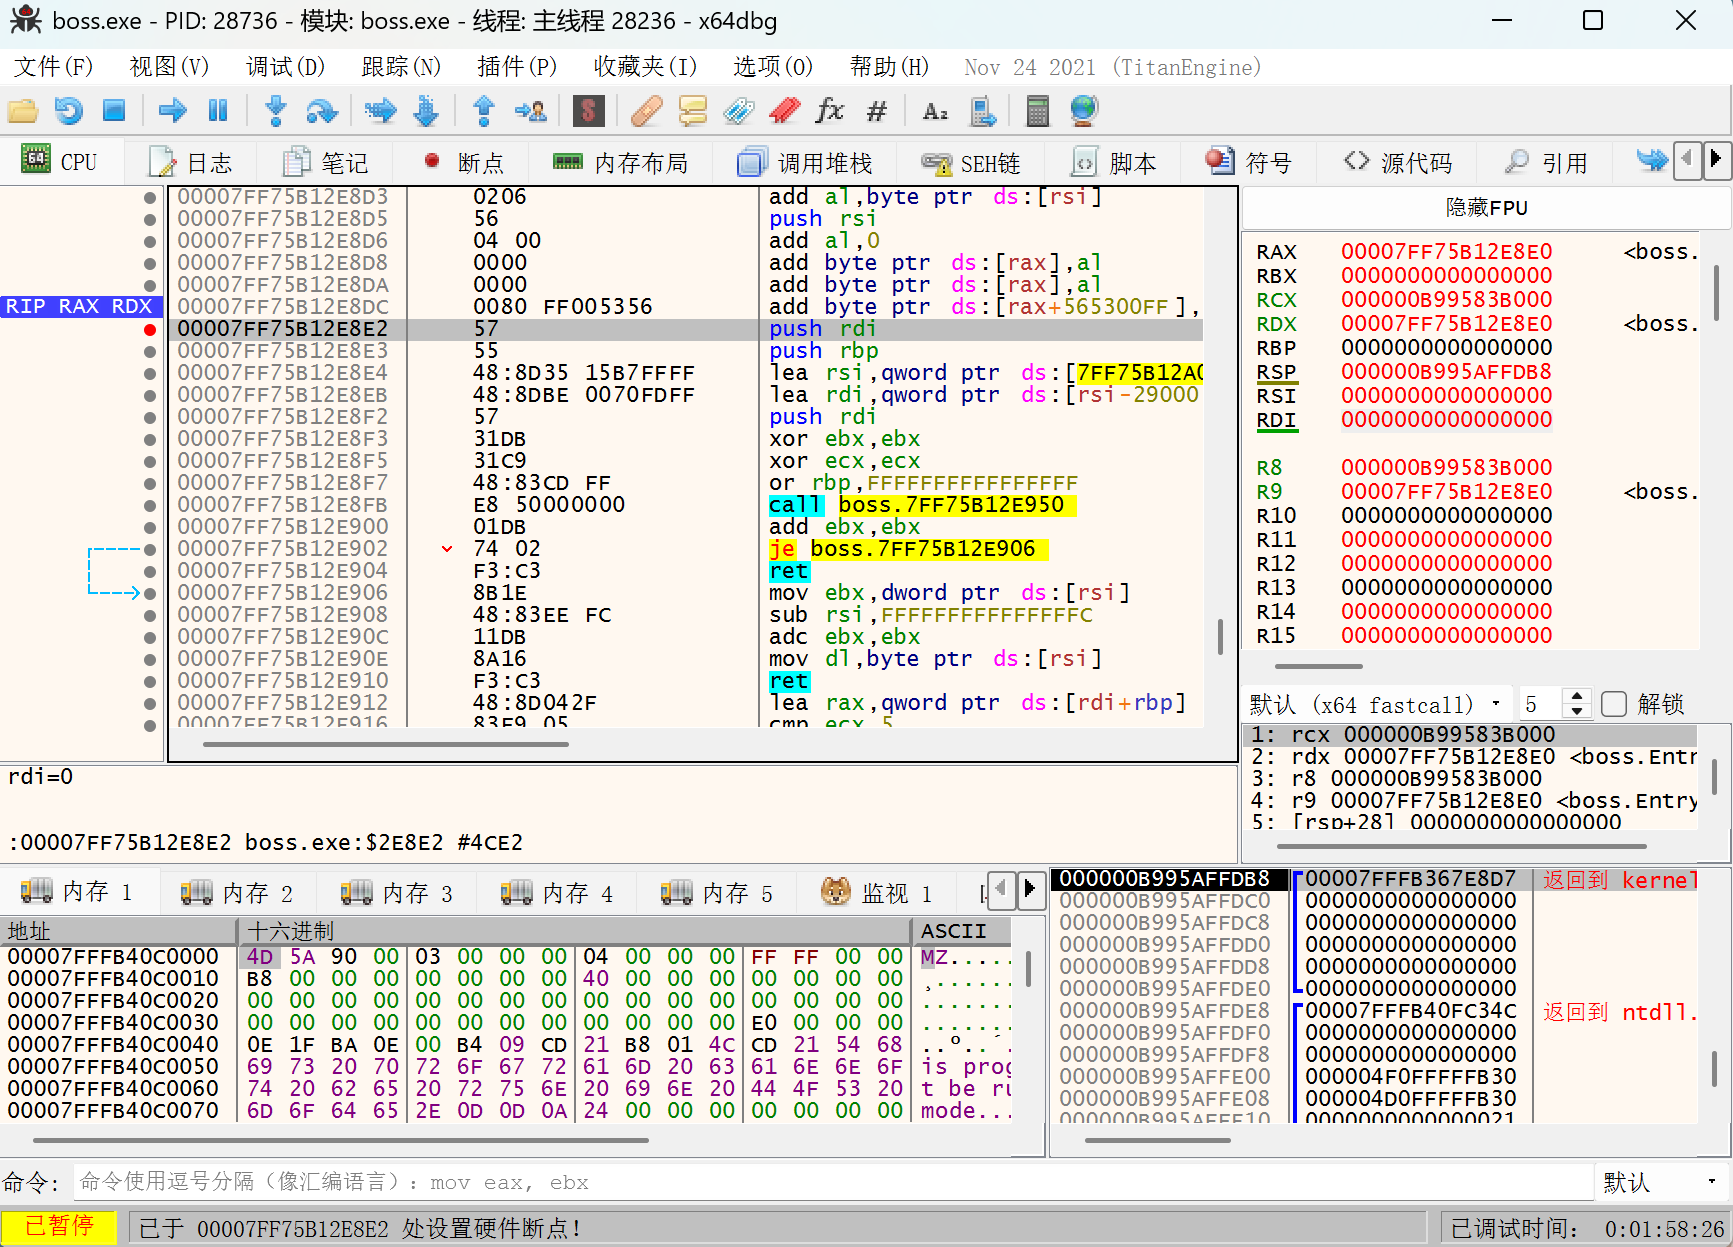 boss.exe - PID: 28736 - 模块: boss.exe - 线程: 主线程 28236 - x64dbg
文件(F) 视图(V) 调试(D) 跟踪(N) 插件(P) 收藏夹(I) 选项(O) 帮助(H) Nov 24 2021 (TitanEngine)
CPU 日志 笔记 断点 内存布局 调用堆栈 SEH链 脚本 符号 源代码 引用
00007FF75B12E8D3 0206 add al,byte ptr ds:[rsi]
00007FF75B12E8D5 56 push rsi
00007FF75B12E8D6 04 00 add al,0
00007FF75B12E8D8 0000 add byte ptr ds:[rax],al
00007FF75B12E8DA 0000 add byte ptr ds:[rax],al
RIP RAX RDX 00007FF75B12E8DC 0080 FF005356 add byte ptr ds:[rax+565300FF],
00007FF75B12E8E2 57 push rdi
00007FF75B12E8E3 55 push rbp
00007FF75B12E8E4 48:8D35 15B7FFFF lea rsi,qword ptr ds:[7FF75B12A0
00007FF75B12E8EB 48:8DBE 0070FDFF lea rdi,qword ptr ds:[rsi-29000
00007FF75B12E8F2 57 push rdi
00007FF75B12E8F3 31DB xor ebx,ebx
00007FF75B12E8F5 31C9 xor ecx,ecx
00007FF75B12E8F7 48:83CD FF or rbp,FFFFFFFFFFFFFFFF
00007FF75B12E8FB E8 50000000 call boss.7FF75B12E950
00007FF75B12E900 01DB add ebx,ebx
00007FF75B12E902 74 02 je boss.7FF75B12E906
00007FF75B12E904 F3:C3 ret
00007FF75B12E906 8B1E mov ebx,dword ptr ds:[rsi]
00007FF75B12E908 48:83EE FC sub rsi,FFFFFFFFFFFFFFFC
00007FF75B12E90C 11DB adc ebx,ebx
00007FF75B12E90E 8A16 mov dl,byte ptr ds:[rsi]
00007FF75B12E910 F3:C3 ret
00007FF75B12E912 48:8D042F lea rax,qword ptr ds:[rdi+rbp]
00007FF75B12E916 83F9 05 cmp ecx,5
隐藏FPU
RAX 00007FF75B12E8E0 <boss.
RBX 0000000000000000
RCX 000000B99583B000
RDX 00007FF75B12E8E0 <boss.
RBP 0000000000000000
RSP 000000B995AFFDB8
RSI 0000000000000000
RDI 0000000000000000
R8 000000B99583B000
R9 00007FF75B12E8E0 <boss.
R10 0000000000000000
R11 0000000000000000
R12 0000000000000000
R13 0000000000000000
R14 0000000000000000
R15 0000000000000000
默认 (x64 fastcall) 5 解锁
1: rcx 000000B99583B000
2: rdx 00007FF75B12E8E0 <boss.Entr
3: r8 000000B99583B000
4: r9 00007FF75B12E8E0 <boss.Entry
5: [rsp+28] 0000000000000000
rdi=0
:00007FF75B12E8E2 boss.exe:$2E8E2 #4CE2
内存 1 内存 2 内存 3 内存 4 内存 5 监视 1
地址 十六进制 ASCII
00007FFFB40C0000 4D 5A 90 00 03 00 00 00 04 00 00 00 FF FF 00 00 MZ.....
00007FFFB40C0010 B8 00 00 00 00 00 00 00 40 00 00 00 00 00 00 00 ¸......
00007FFFB40C0020 00 00 00 00 00 00 00 00 00 00 00 00 00 00 00 00 .......
00007FFFB40C0030 00 00 00 00 00 00 00 00 00 00 00 00 E0 00 00 00 .......
00007FFFB40C0040 0E 1F BA 0E 00 B4 09 CD 21 B8 01 4C CD 21 54 68 ..º..´.
00007FFFB40C0050 69 73 20 70 72 6F 67 72 61 6D 20 63 61 6E 6E 6F is prog
00007FFFB40C0060 74 20 62 65 20 72 75 6E 20 69 6E 20 44 4F 53 20 t be ru
00007FFFB40C0070 6D 6F 64 65 2E 0D 0D 0A 24 00 00 00 00 00 00 00 mode...
000000B995AFFDB8 00007FFFB367E8D7 返回到 kernel
000000B995AFFDC0 0000000000000000
000000B995AFFDC8 0000000000000000
000000B995AFFDD0 0000000000000000
000000B995AFFDD8 0000000000000000
000000B995AFFDE0 0000000000000000
000000B995AFFDE8 00007FFFB40FC34C 返回到 ntdll.
000000B995AFFDF0 0000000000000000
000000B995AFFDF8 0000000000000000
000000B995AFFE00 000004F0FFFFFB30
000000B995AFFE08 000004D0FFFFFB30
000000B995AFFE10 0000000000000021
命令: 命令使用逗号分隔（像汇编语言）: mov eax, ebx 默认
已暂停 已于 00007FF75B12E8E2 处设置硬件断点! 已调试时间: 0:01:58:26